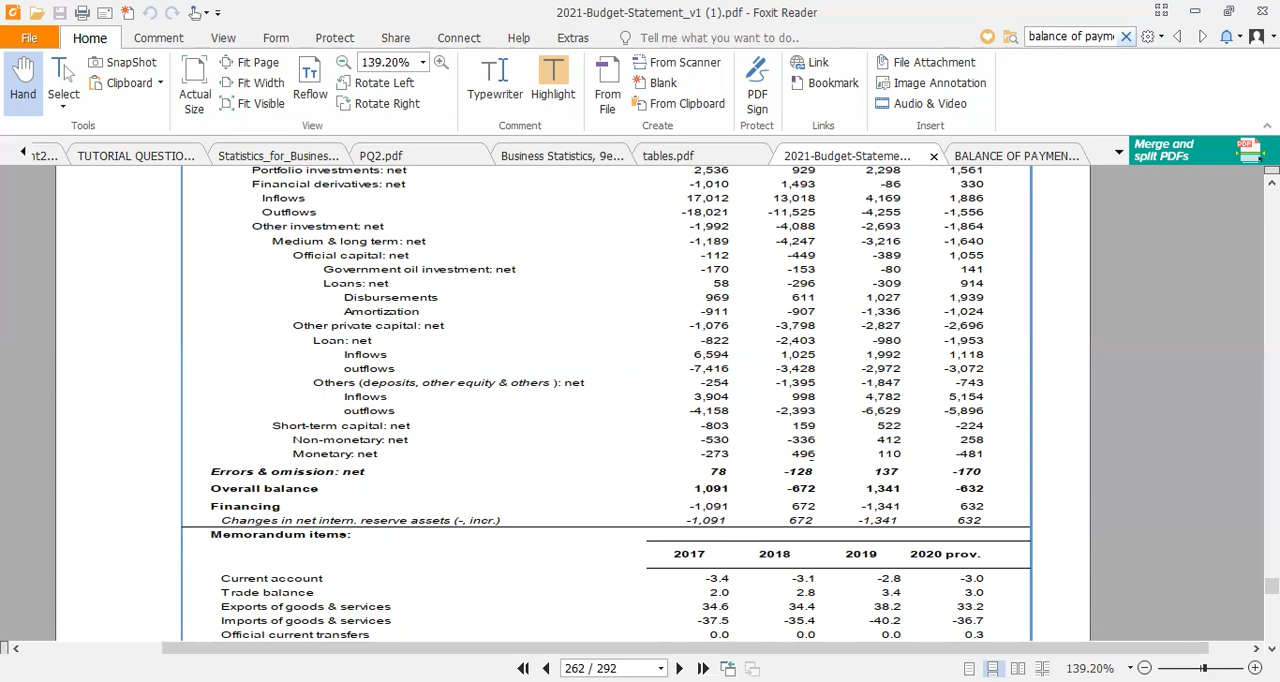 2021-Budget-Statement_v1 (1).pdf - Foxit Reader
File Home Comment View Form Protect Share Connect Help Extras Tell me what you want to do.. balance of paym
Hand Select SnapShot Clipboard Actual Size Fit Page Fit Width Fit Visible Reflow 139.20% Rotate Left Rotate Right Typewriter Highlight From File From Scanner Blank From Clipboard PDF Sign Link Bookmark File Attachment Image Annotation Audio & Video
Tools View Comment Create Protect Links Insert
nt2... TUTORIAL QUESTIO... Statistics_for_Busines... PQ2.pdf Business Statistics, 9e... tables.pdf 2021-Budget-Stateme... BALANCE OF PAYMEN... Merge and split PDFs
Portfolio investments: net 2,536 929 2,298 1,561
Financial derivatives: net -1,010 1,493 -86 330
Inflows 17,012 13,018 4,169 1,886
Outflows -18,021 -11,525 -4,255 -1,556
Other investment: net -1,992 -4,088 -2,693 -1,864
Medium & long term: net -1,189 -4,247 -3,216 -1,640
Official capital: net -112 -449 -389 1,055
Government oil investment: net -170 -153 -80 141
Loans: net 58 -296 -309 914
Disbursements 969 611 1,027 1,939
Amortization -911 -907 -1,336 -1,024
Other private capital: net -1,076 -3,798 -2,827 -2,696
Loan: net -822 -2,403 -980 -1,953
Inflows 6,594 1,025 1,992 1,118
outflows -7,416 -3,428 -2,972 -3,072
Others (deposits, other equity & others ): net -254 -1,395 -1,847 -743
Inflows 3,904 998 4,782 5,154
outflows -4,158 -2,393 -6,629 -5,896
Short-term capital: net -803 159 522 -224
Non-monetary: net -530 -336 412 258
Monetary: net -273 496 110 -481
Errors & omission: net 78 -128 137 -170
Overall balance 1,091 -672 1,341 -632
Financing -1,091 672 -1,341 632
Changes in net intern. reserve assets (-, incr.) -1,091 672 -1,341 632
Memorandum items:
2017 2018 2019 2020 prov.
Current account -3.4 -3.1 -2.8 -3.0
Trade balance 2.0 2.8 3.4 3.0
Exports of goods & services 34.6 34.4 38.2 33.2
Imports of goods & services -37.5 -35.4 -40.2 -36.7
Official current transfers 0.0 0.0 0.0 0.3
262 / 292 139.20%